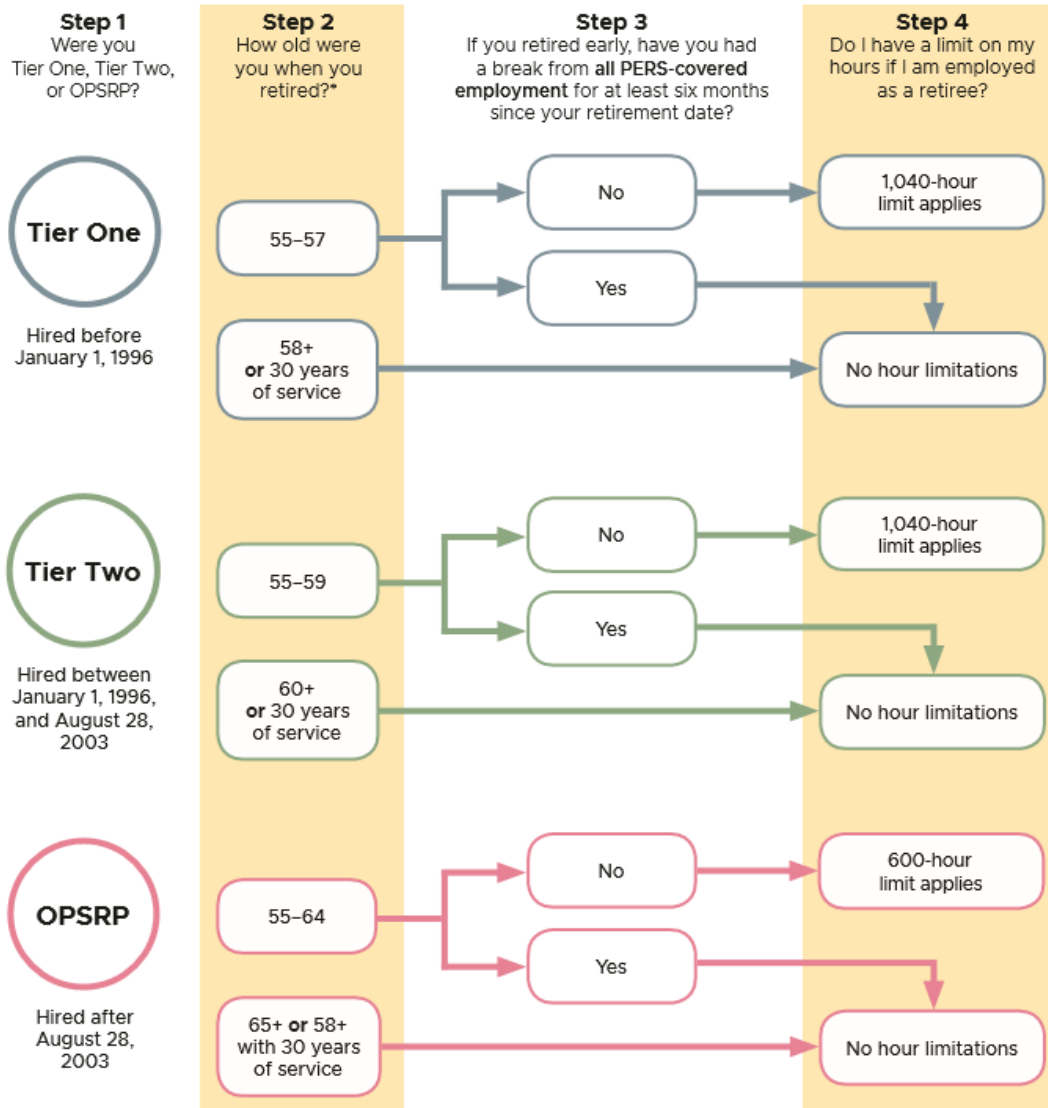 Step 1
Were you
Tier One, Tier Two,
or OPSRP?
Step 2
How old were
you when you
retired?*
Step 3
If you retired early, have you had
a break from all PERS-covered
employment for at least six months
since your retirement date?
Step 4
Do I have a limit on my
hours if I am employed
as a retiree?
Tier One
Hired before
January 1, 1996
55–57
No
1,040-hour
limit applies
Yes
58+
or 30 years
of service
No hour limitations
Tier Two
Hired between
January 1, 1996,
and August 28,
2003
55–59
No
1,040-hour
limit applies
Yes
60+
or 30 years
of service
No hour limitations
OPSRP
Hired after
August 28,
2003
55–64
No
600-hour
limit applies
Yes
65+ or 58+
with 30 years
of service
No hour limitations